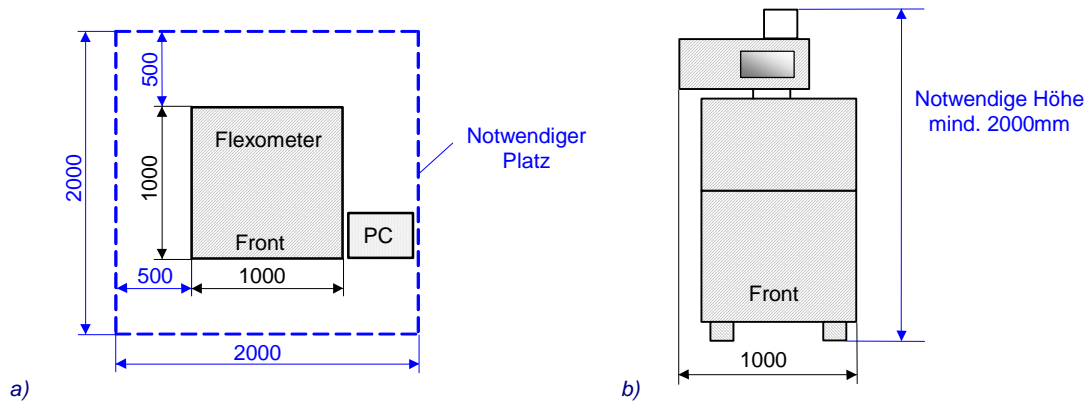 500
Flexometer
2000
1000
Notwendiger
Platz
PC
Front
500
1000
2000
a)
Notwendige Höhe
mind. 2000mm
Front
1000
b)